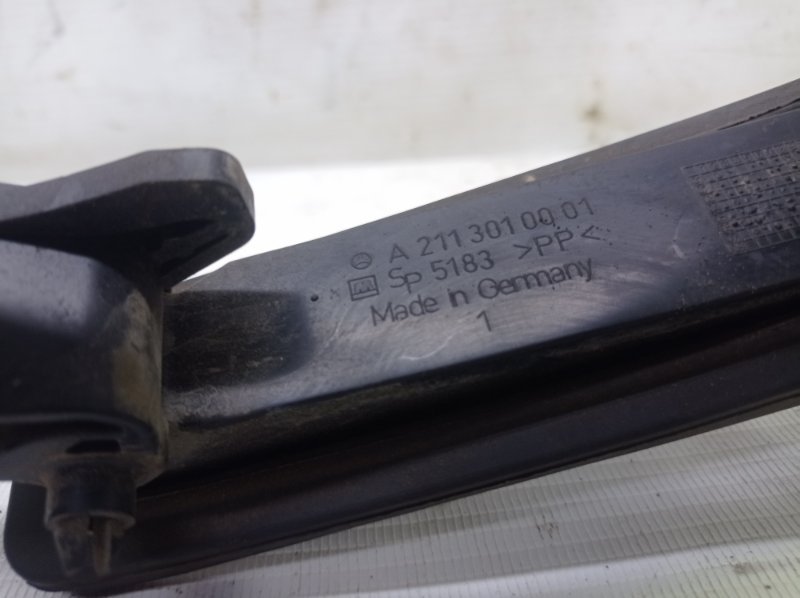 A 211 301 00 01
Sp 5183 >PP<
Made in Germany
1